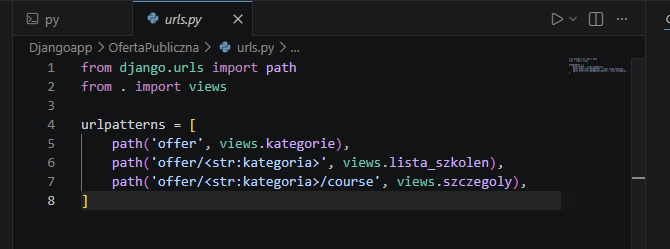 py
urls.py
Djangoapp > OfertaPubliczna > urls.py > ...
1 from django.urls import path
2 from . import views
3
4 urlpatterns = [
5     path('offer', views.kategorie),
6     path('offer/<str:kategoria>', views.lista_szkolen),
7     path('offer/<str:kategoria>/course', views.szczegoly),
8 ]